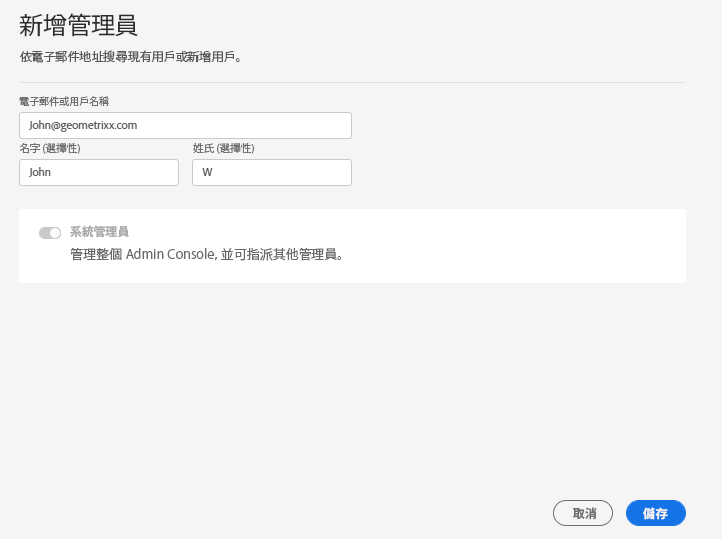 新增管理員
依電子郵件地址搜尋現有用戶或新增用戶。
電子郵件或用戶名稱
John@geometrixx.com
名字 (選擇性) 姓氏 (選擇性)
John W
系統管理員
管理整個 Admin Console, 並可指派其他管理員。
取消 儲存